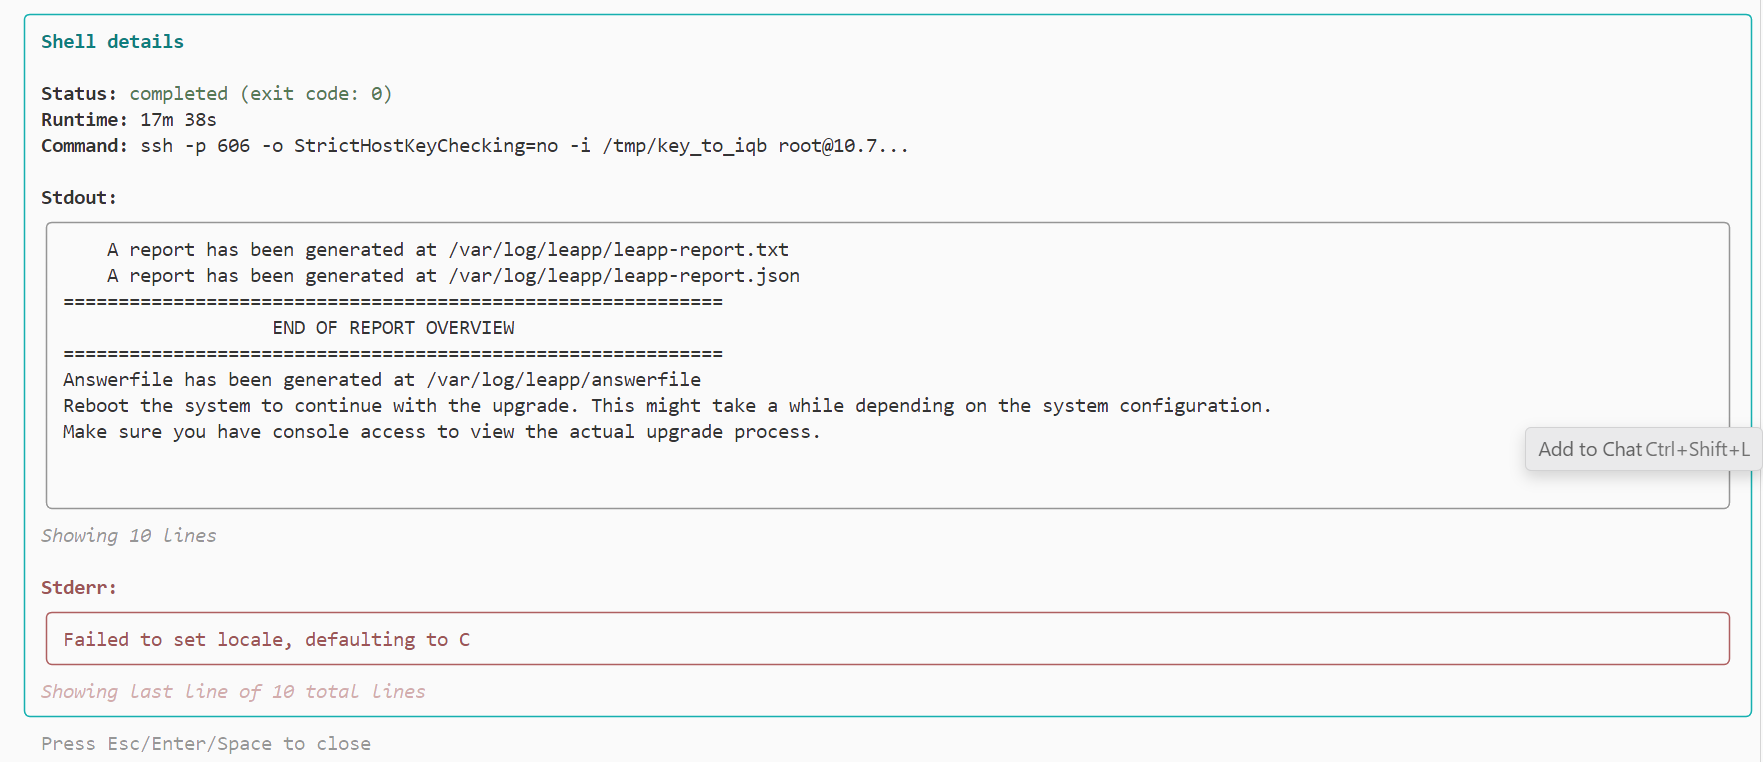 Shell details
Status: completed (exit code: 0)
Runtime: 17m 38s
Command: ssh -p 606 -o StrictHostKeyChecking=no -i /tmp/key_to_iqb root@10.7...
Stdout:
A report has been generated at /var/log/leapp/leapp-report.txt
A report has been generated at /var/log/leapp/leapp-report.json
============================================================
END OF REPORT OVERVIEW
============================================================
Answerfile has been generated at /var/log/leapp/answerfile
Reboot the system to continue with the upgrade. This might take a while depending on the system configuration.
Make sure you have console access to view the actual upgrade process.
Add to Chat Ctrl+Shift+L
Showing 10 lines
Stderr:
Failed to set locale, defaulting to C
Showing last line of 10 total lines
Press Esc/Enter/Space to close